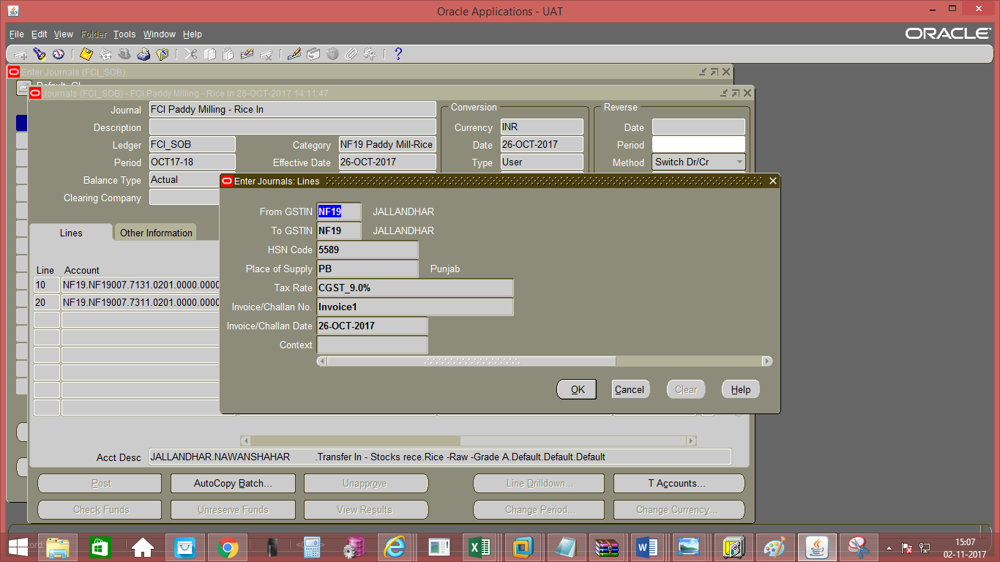 Oracle Applications - UAT
File Edit View Folder Tools Window Help
ORACLE
Enter Journals (FCI_SOB)
Journals (FCI_SOB) - FCI Paddy Milling - Rice In 26-OCT-2017 14:11:47
Journal FCI Paddy Milling - Rice In
Description
Ledger FCI_SOB Category NF19 Paddy Mill-Rice
Period OCT17-18 Effective Date 26-OCT-2017
Balance Type Actual
Clearing Company
Conversion
Currency INR
Date 26-OCT-2017
Type User
Reverse
Date
Period
Method Switch Dr/Cr
Enter Journals: Lines
From GSTIN NF19 JALLANDHAR
To GSTIN NF19 JALLANDHAR
HSN Code 5589
Place of Supply PB Punjab
Tax Rate CGST_9.0%
Invoice/Challan No. Invoice1
Invoice/Challan Date 26-OCT-2017
Context
OK Cancel Clear Help
Lines Other Information
Line Account
10 NF19.NF19007.7131.0201.0000.0000
20 NF19.NF19007.7311.0201.0000.0000
Acct Desc JALLANDHAR.NAWANSHAHAR .Transfer In - Stocks rece.Rice -Raw -Grade A.Default.Default.Default
Post AutoCopy Batch... Unapprove Line Drilldown... T Accounts...
Check Funds Unreserve Funds View Results Change Period... Change Currency...
15:07
02-11-2017